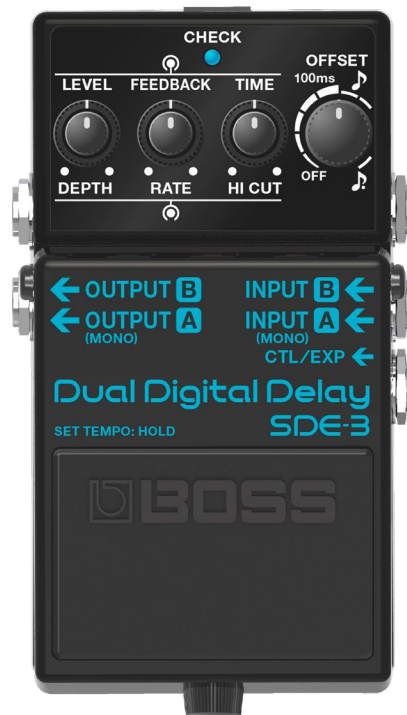 CHECK
OFFSET
100ms
LEVEL FEEDBACK TIME
OFF
DEPTH RATE HI CUT
OUTPUT B INPUT B
OUTPUT A INPUT A
(MONO) (MONO)
CTL/EXP
Dual Digital Delay
SET TEMPO: HOLD SDE-3
BOSS